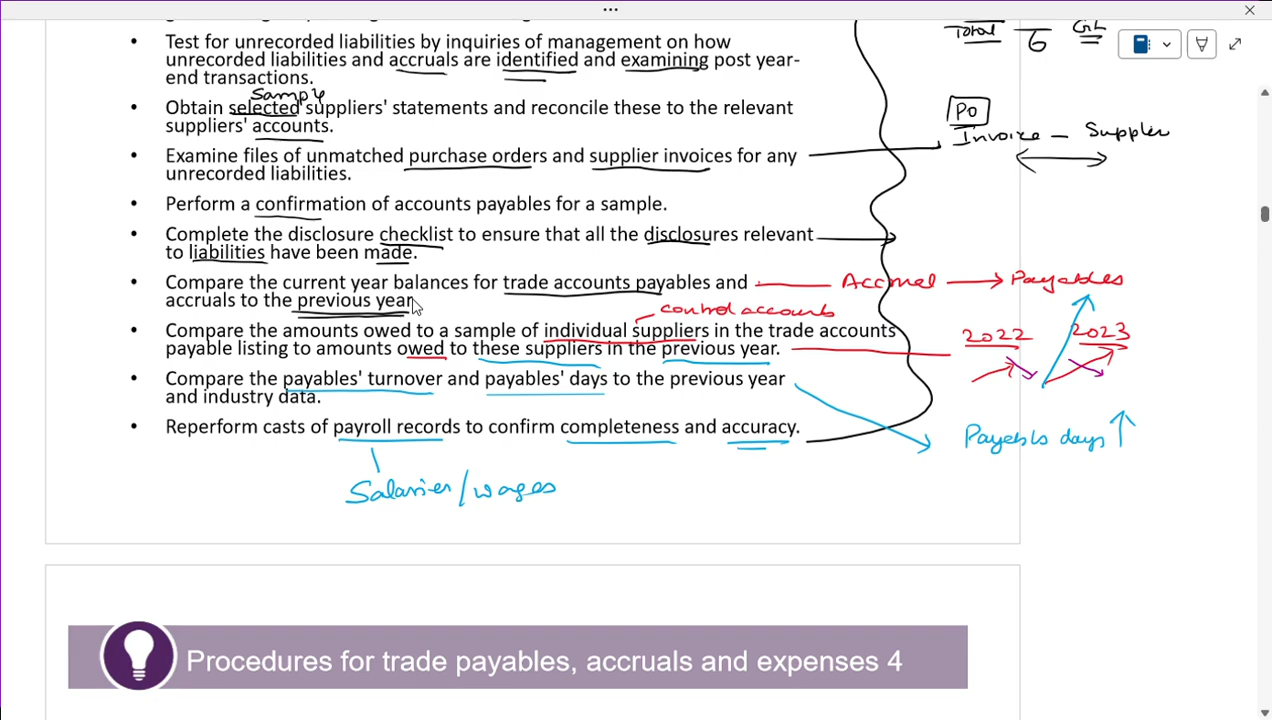 Total
6
GL
• Test for unrecorded liabilities by inquiries of management on how
unrecorded liabilities and accruals are identified and examining post year-
end transactions.
Sample
• Obtain selected suppliers' statements and reconcile these to the relevant
suppliers' accounts.
PO
Invoice – Supplier
• Examine files of unmatched purchase orders and supplier invoices for any
unrecorded liabilities.
• Perform a confirmation of accounts payables for a sample.
• Complete the disclosure checklist to ensure that all the disclosures relevant
to liabilities have been made.
• Compare the current year balances for trade accounts payables and
accruals to the previous year
Accrual → Payables
control accounts
• Compare the amounts owed to a sample of individual suppliers in the trade accounts
payable listing to amounts owed to these suppliers in the previous year.
2022 2023
• Compare the payables' turnover and payables' days to the previous year
and industry data.
• Reperform casts of payroll records to confirm completeness and accuracy.
Payables days ↑
Salaries/wages
Procedures for trade payables, accruals and expenses 4